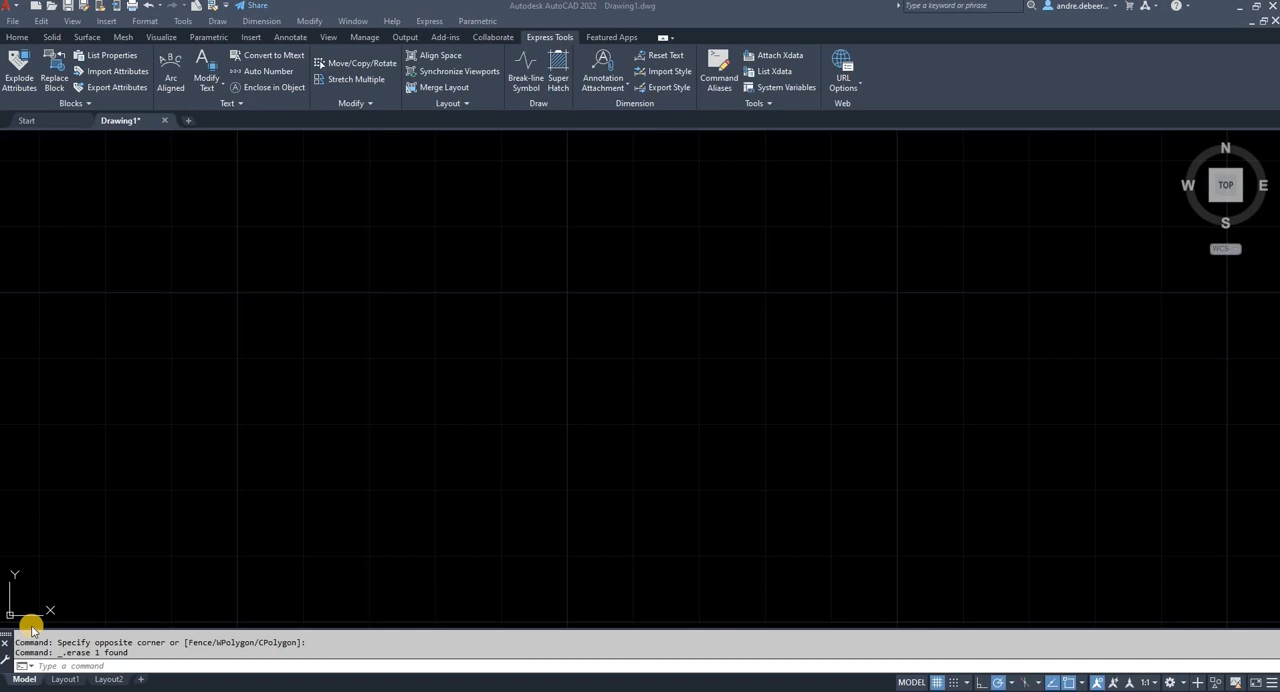 Share
Autodesk AutoCAD 2022 Drawing1.dwg
Type a keyword or phrase
andre.debeer...
File Edit View Insert Format Tools Draw Dimension Modify Window Help Express Parametric
Home Solid Surface Mesh Visualize Parametric Insert Annotate View Manage Output Add-ins Collaborate Express Tools Featured Apps
Explode Attributes
Replace Block
List Properties
Import Attributes
Export Attributes
Blocks
Arc Aligned
Modify Text
Convert to Mtext
Auto Number
Enclose in Object
Text
Move/Copy/Rotate
Stretch Multiple
Modify
Align Space
Synchronize Viewports
Merge Layout
Layout
Break-line Symbol
Super Hatch
Draw
Annotation Attachment
Reset Text
Import Style
Export Style
Dimension
Command Aliases
Attach Xdata
List Xdata
System Variables
Tools
URL Options
Web
Start Drawing1*
N
W TOP E
S
WCS
Y
X
Command: Specify opposite corner or [Fence/WPolygon/CPolygon]:
Command: _.erase 1 found
Type a command
Model Layout1 Layout2
MODEL 1:1